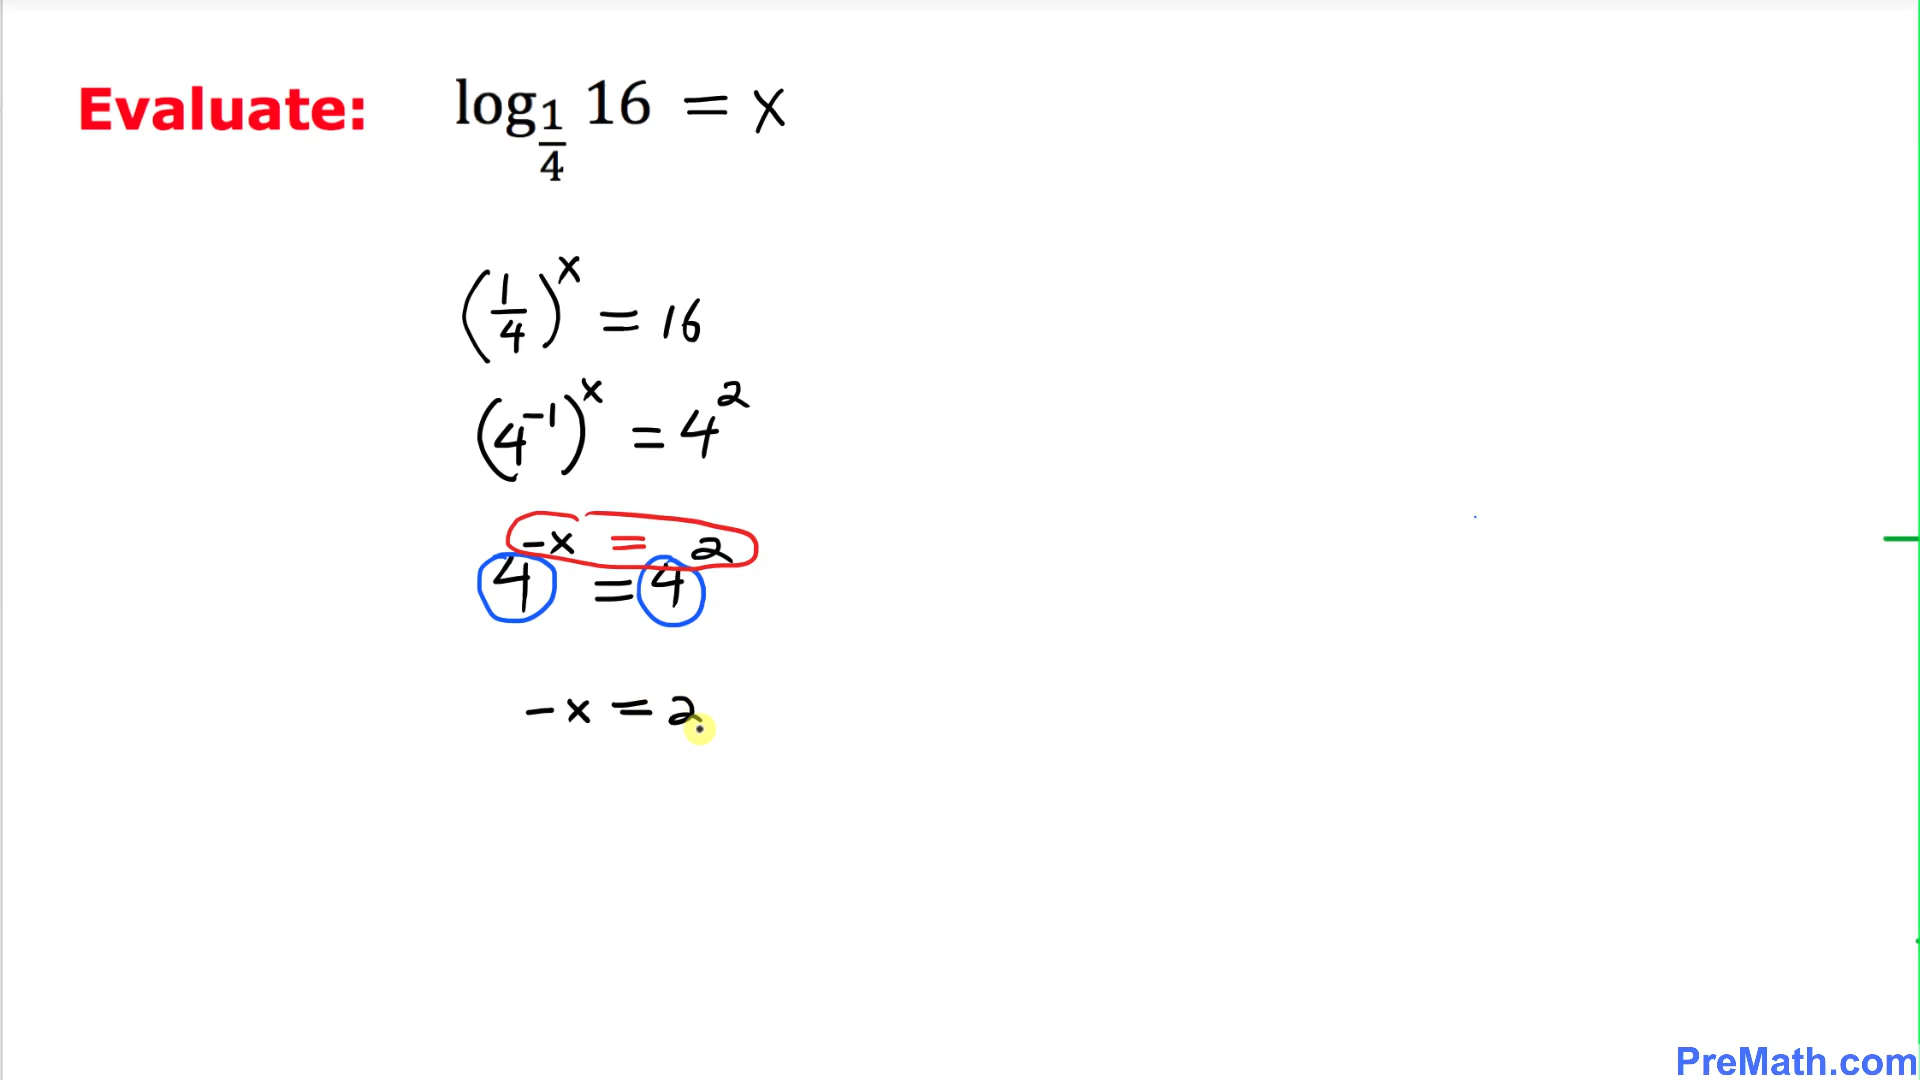 Evaluate: log_{1/4} 16 = x
(1/4)^x = 16
(4^{-1})^x = 4^2
4^{-x} = 4^2
-x = 2
PreMath.com